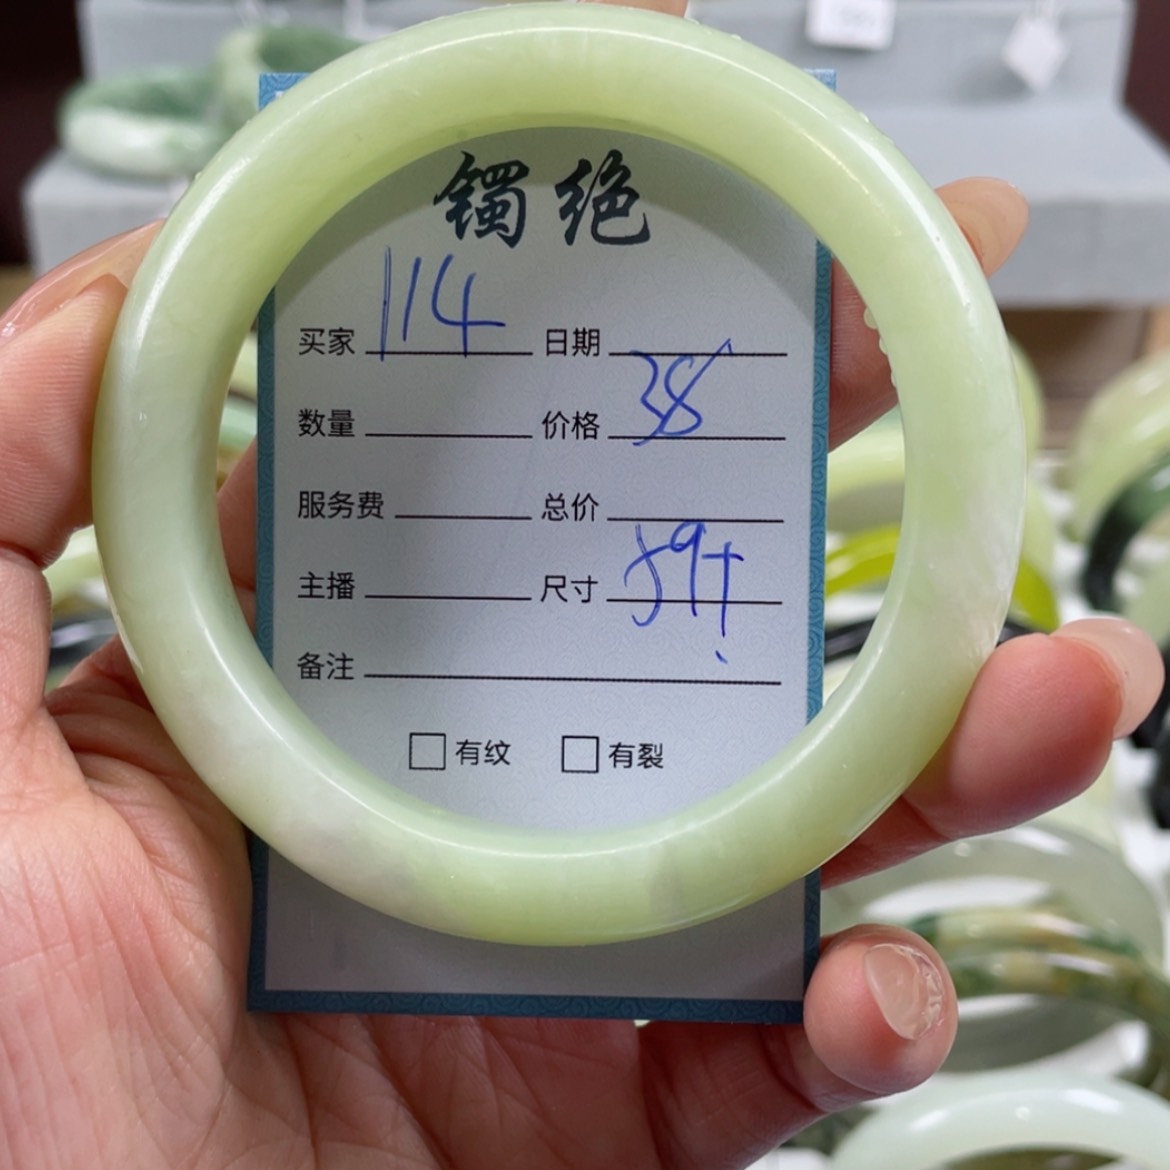 镯绝
买家 114 日期
数量 价格 38
服务费 总价
主播 尺寸 59+
备注
有纹 有裂